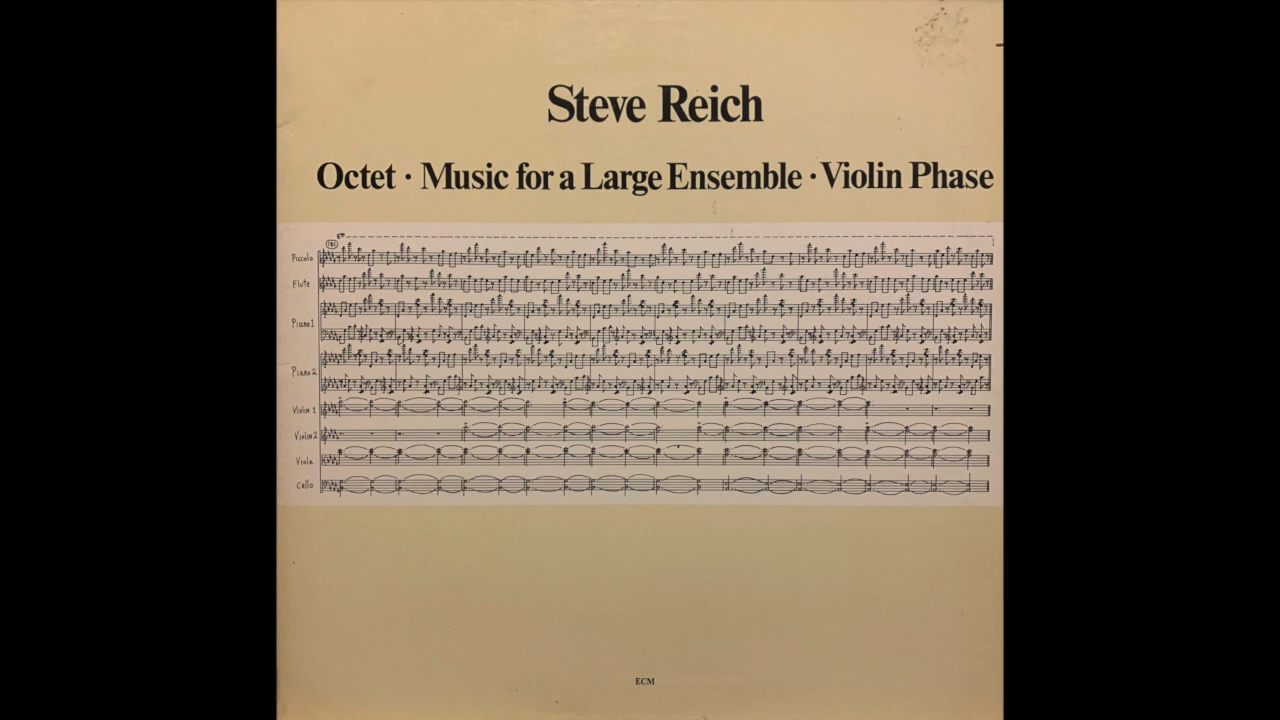 Steve Reich
Octet · Music for a Large Ensemble · Violin Phase
Piccolo
Flute
Piano 1
Piano 2
Violin 1
Violin 2
Viola
Cello
ECM